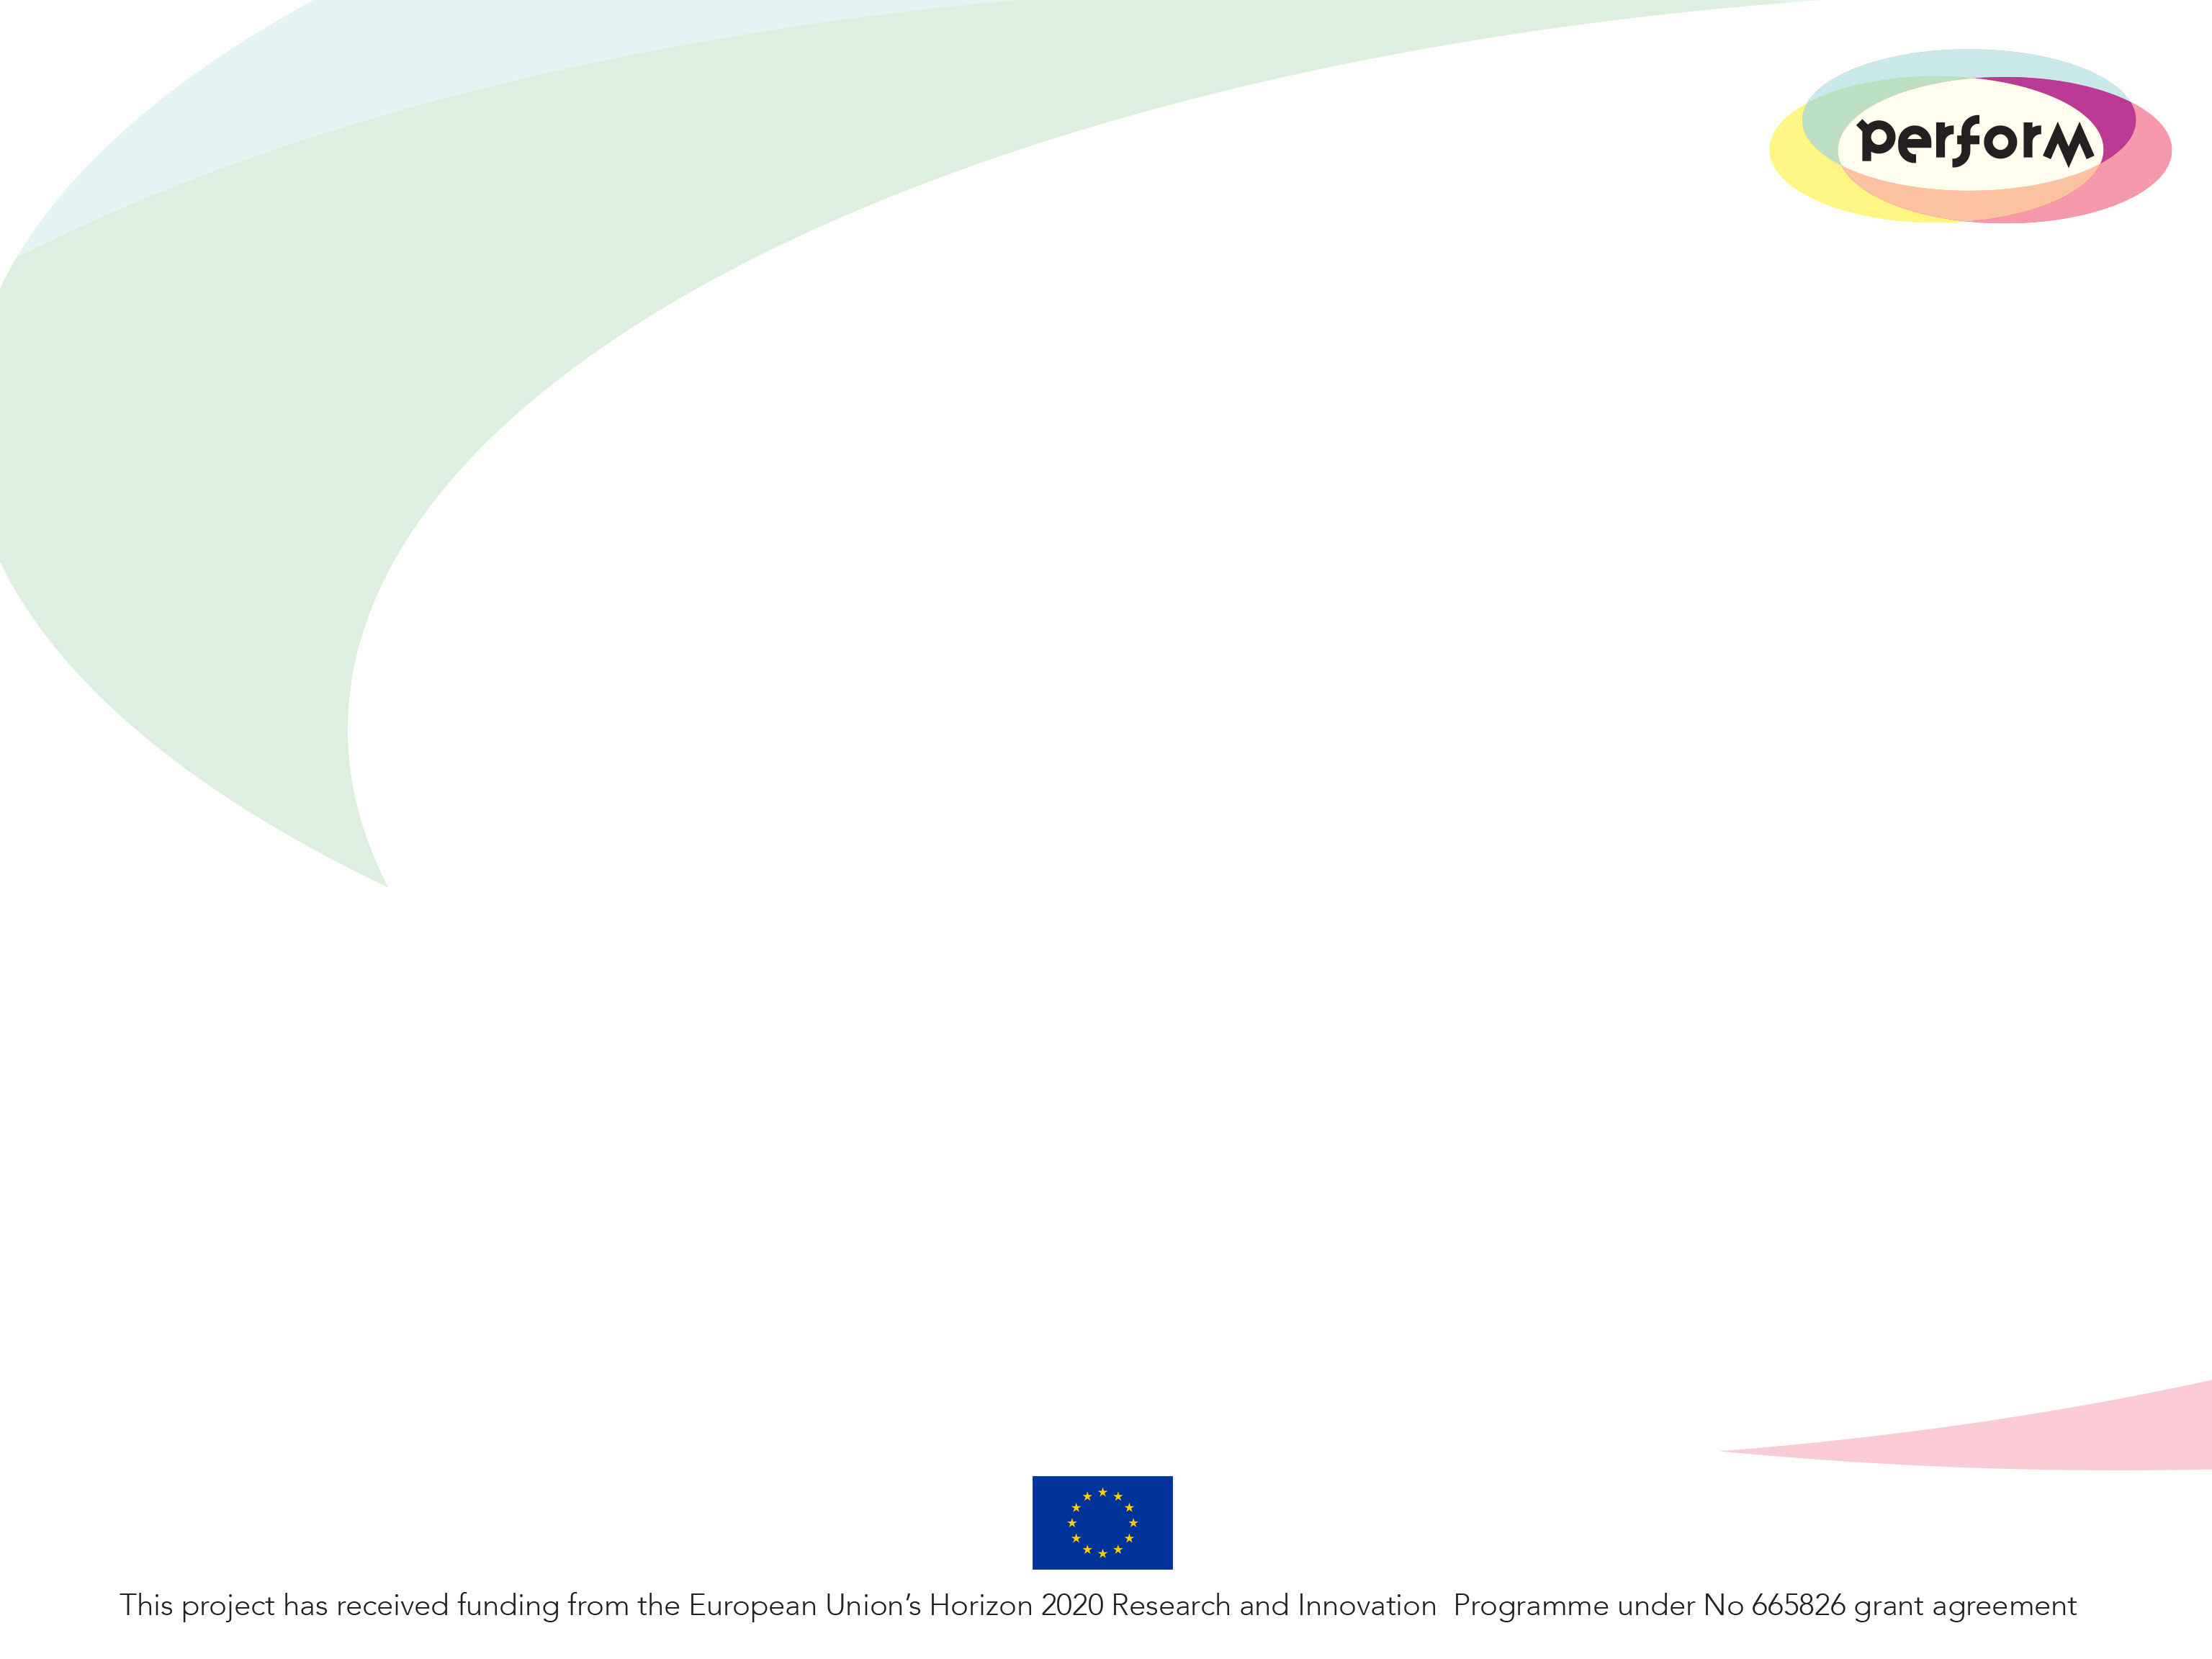 perform
This project has received funding from the European Union’s Horizon 2020 Research and Innovation  Programme under No 665826 grant agreement